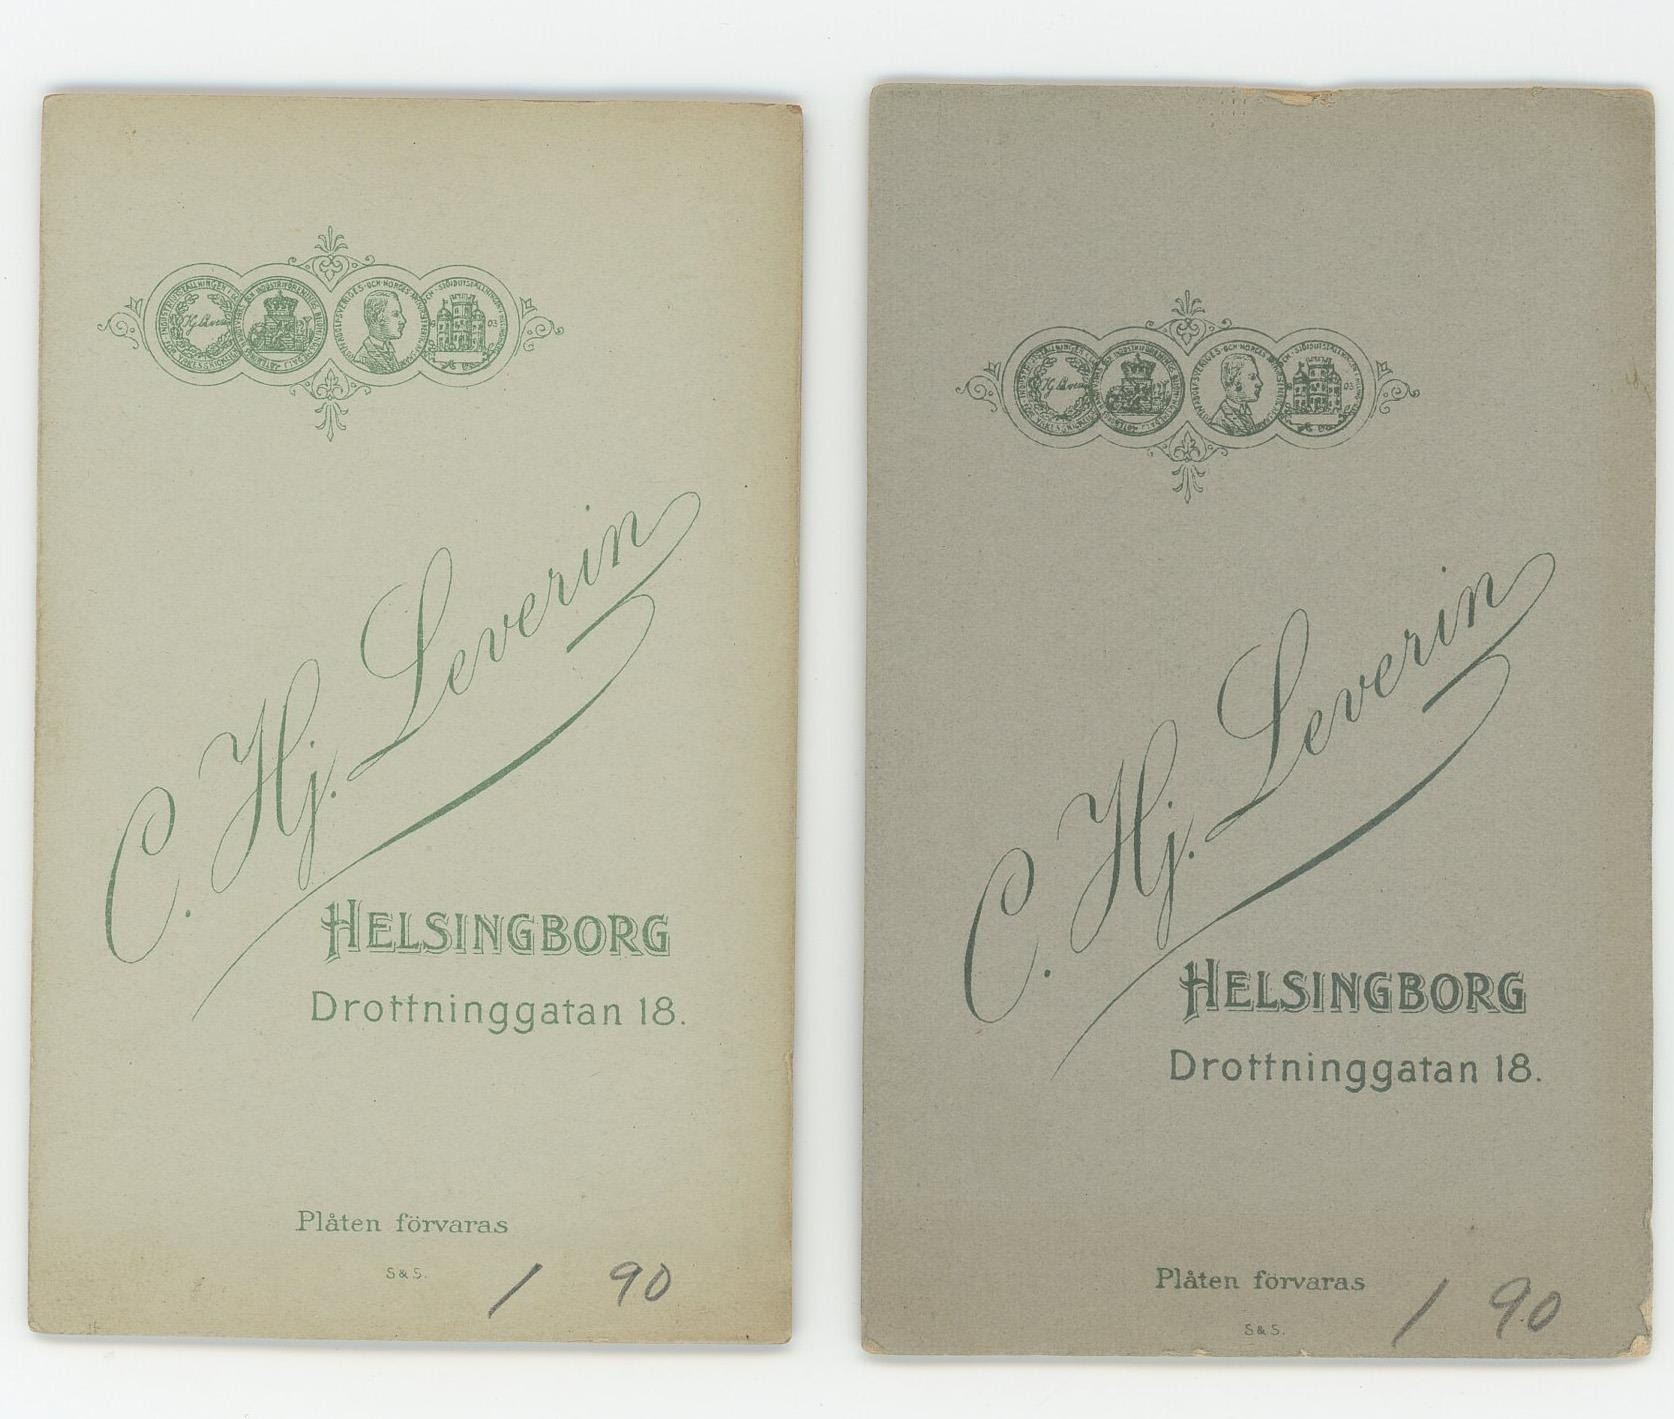 C. Hj. Leverin
HELSINGBORG
Drottninggatan 18.
Plåten förvaras
S & S.
1 90
C. Hj. Leverin
HELSINGBORG
Drottninggatan 18.
Plåten förvaras
S & S.
1 90